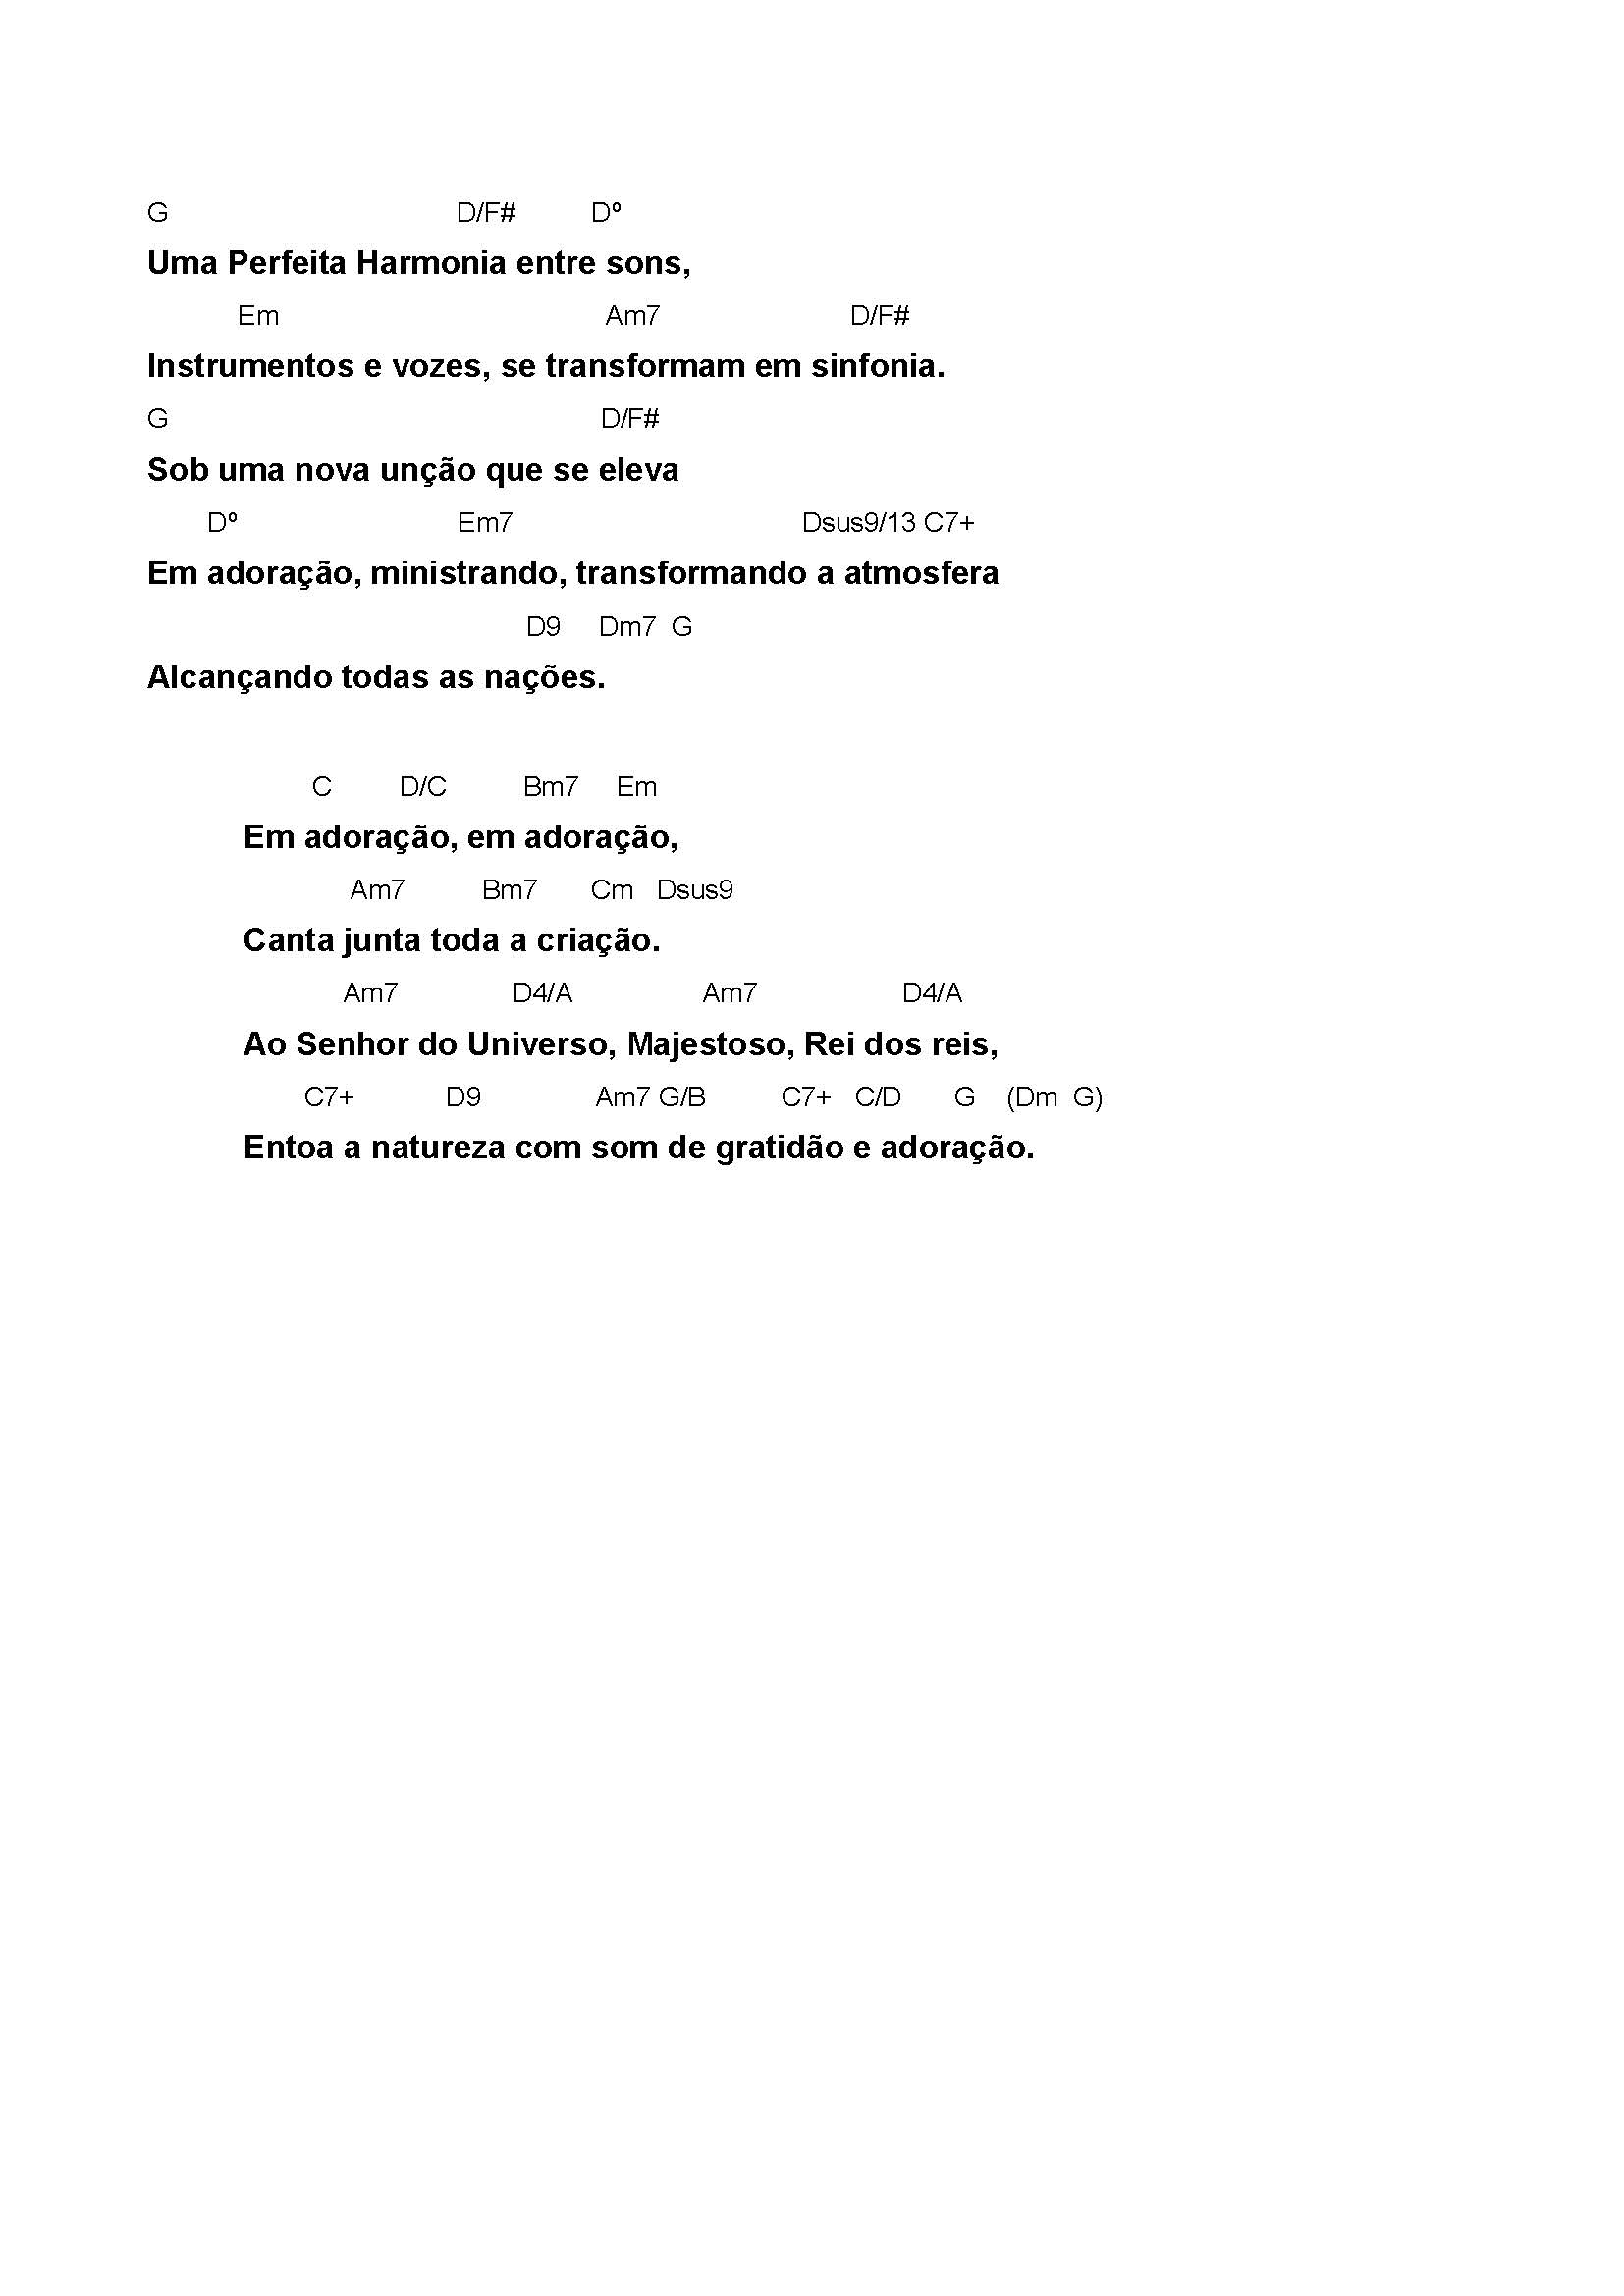 G D/F# Dº
Uma Perfeita Harmonia entre sons,
Em Am7 D/F#
Instrumentos e vozes, se transformam em sinfonia.
G D/F#
Sob uma nova unção que se eleva
Dº Em7 Dsus9/13 C7+
Em adoração, ministrando, transformando a atmosfera
D9 Dm7 G
Alcançando todas as nações.
C D/C Bm7 Em
Em adoração, em adoração,
Am7 Bm7 Cm Dsus9
Canta junta toda a criação.
Am7 D4/A Am7 D4/A
Ao Senhor do Universo, Majestoso, Rei dos reis,
C7+ D9 Am7 G/B C7+ C/D G (Dm G)
Entoa a natureza com som de gratidão e adoração.